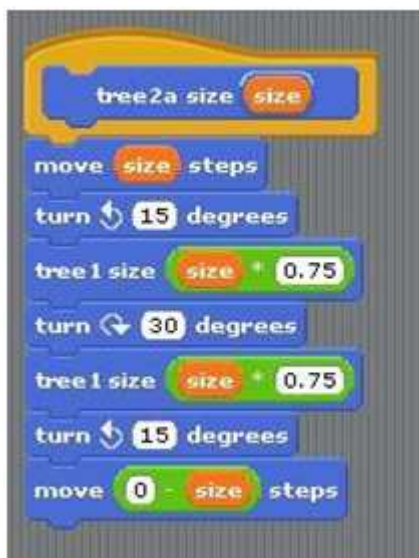 tree2a size size
move size steps
turn 15 degrees
tree1 size size * 0.75
turn 30 degrees
tree1 size size * 0.75
turn 15 degrees
move 0 - size steps